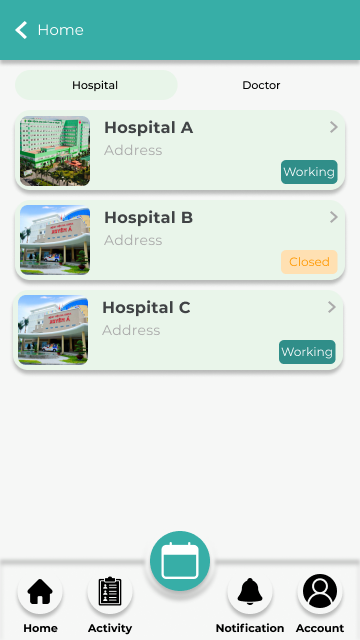 Home
Hospital
Doctor
Hospital A
Address
Working
Hospital B
Address
Closed
Hospital C
Address
Working
Home
Activity
Notification
Account